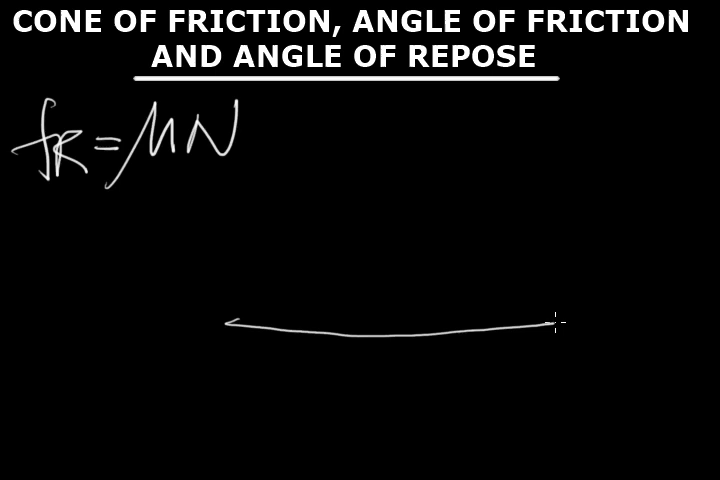 CONE OF FRICTION, ANGLE OF FRICTION
AND ANGLE OF REPOSE
fR=μN